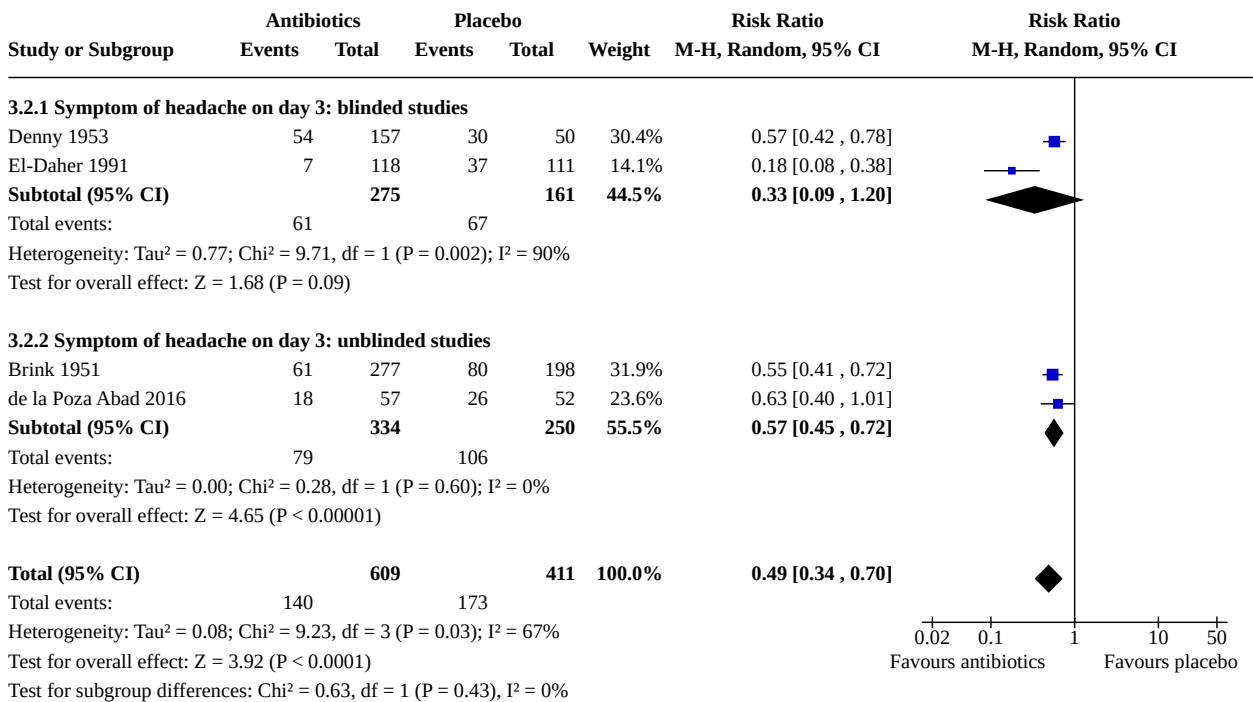 Antibiotics Placebo Risk Ratio Risk Ratio
Study or Subgroup Events Total Events Total Weight M-H, Random, 95% CI M-H, Random, 95% CI
3.2.1 Symptom of headache on day 3: blinded studies
Denny 1953 54 157 30 50 30.4% 0.57 [0.42 , 0.78]
El-Daher 1991 7 118 37 111 14.1% 0.18 [0.08 , 0.38]
Subtotal (95% CI) 275 161 44.5% 0.33 [0.09 , 1.20]
Total events: 61 67
Heterogeneity: Tau² = 0.77; Chi² = 9.71, df = 1 (P = 0.002); I² = 90%
Test for overall effect: Z = 1.68 (P = 0.09)
3.2.2 Symptom of headache on day 3: unblinded studies
Brink 1951 61 277 80 198 31.9% 0.55 [0.41 , 0.72]
de la Poza Abad 2016 18 57 26 52 23.6% 0.63 [0.40 , 1.01]
Subtotal (95% CI) 334 250 55.5% 0.57 [0.45 , 0.72]
Total events: 79 106
Heterogeneity: Tau² = 0.00; Chi² = 0.28, df = 1 (P = 0.60); I² = 0%
Test for overall effect: Z = 4.65 (P < 0.00001)
Total (95% CI) 609 411 100.0% 0.49 [0.34 , 0.70]
Total events: 140 173
Heterogeneity: Tau² = 0.08; Chi² = 9.23, df = 3 (P = 0.03); I² = 67%
0.02 0.1 1 10 50
Test for overall effect: Z = 3.92 (P < 0.0001)
Favours antibiotics Favours placebo
Test for subgroup differences: Chi² = 0.63, df = 1 (P = 0.43), I² = 0%